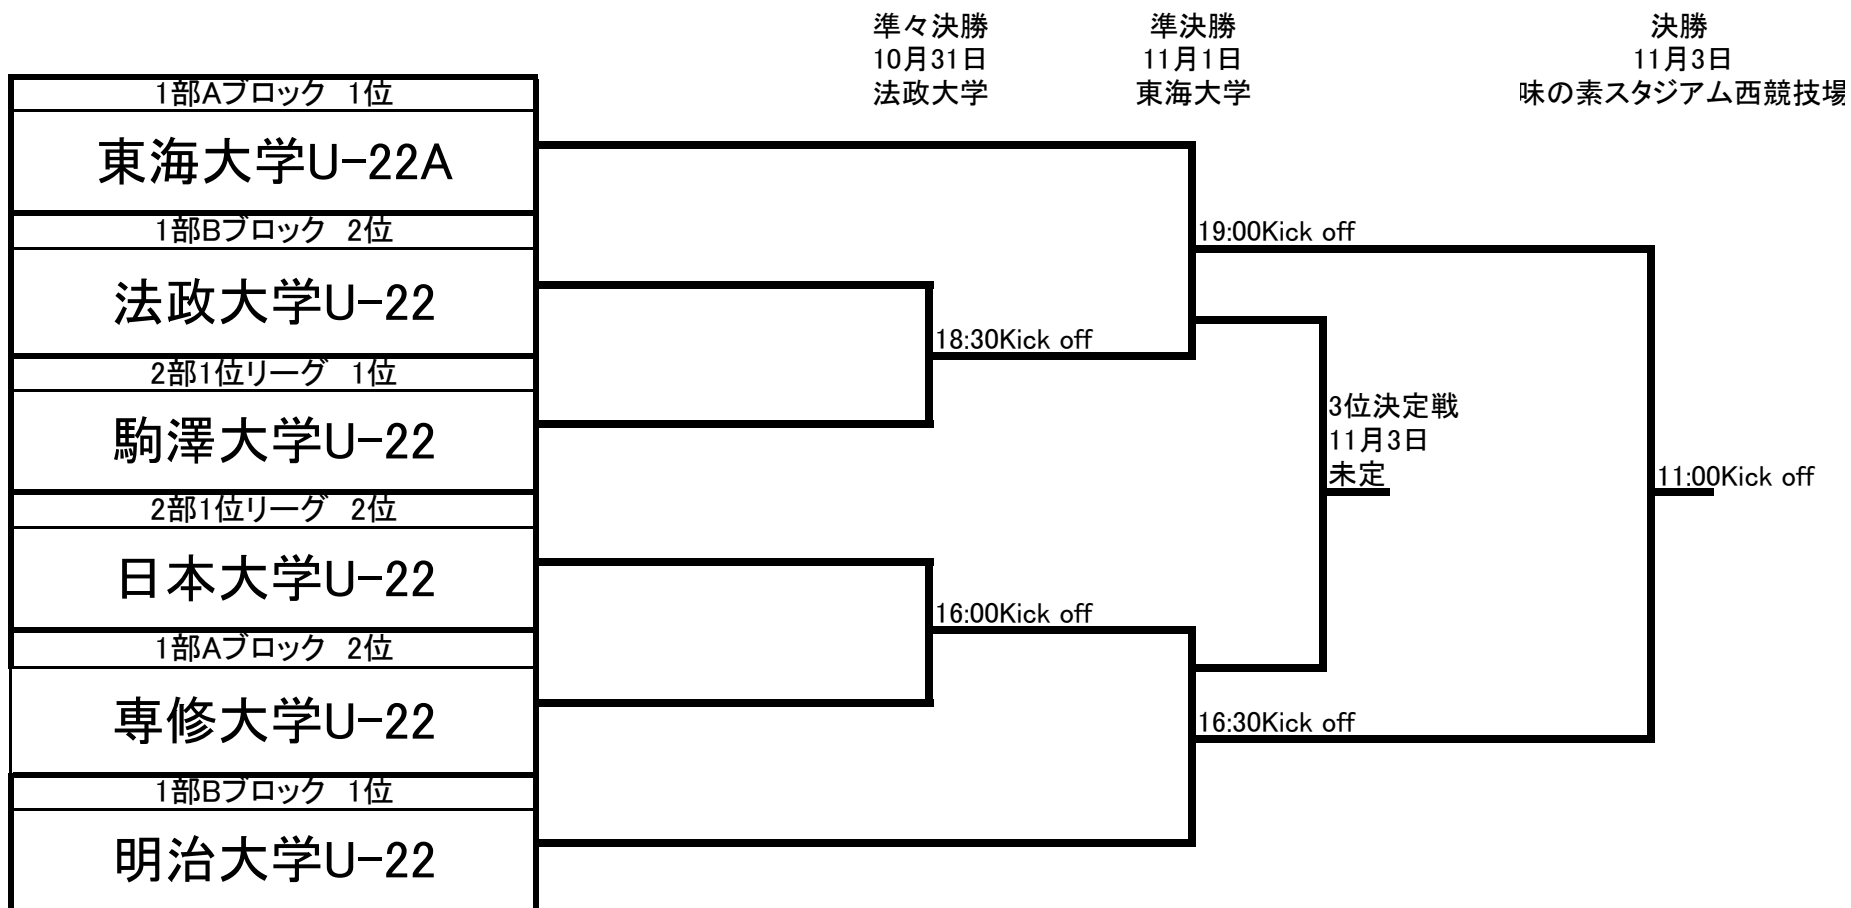 準々決勝
10月31日
法政大学
準決勝
11月1日
東海大学
決勝
11月3日
味の素スタジアム西競技場
1部Aブロック 1位
東海大学U-22A
1部Bブロック 2位
法政大学U-22
2部1位リーグ 1位
駒澤大学U-22
2部1位リーグ 2位
日本大学U-22
1部Aブロック 2位
専修大学U-22
1部Bブロック 1位
明治大学U-22
18:30Kick off
16:00Kick off
19:00Kick off
16:30Kick off
3位決定戦
11月3日
未定
11:00Kick off